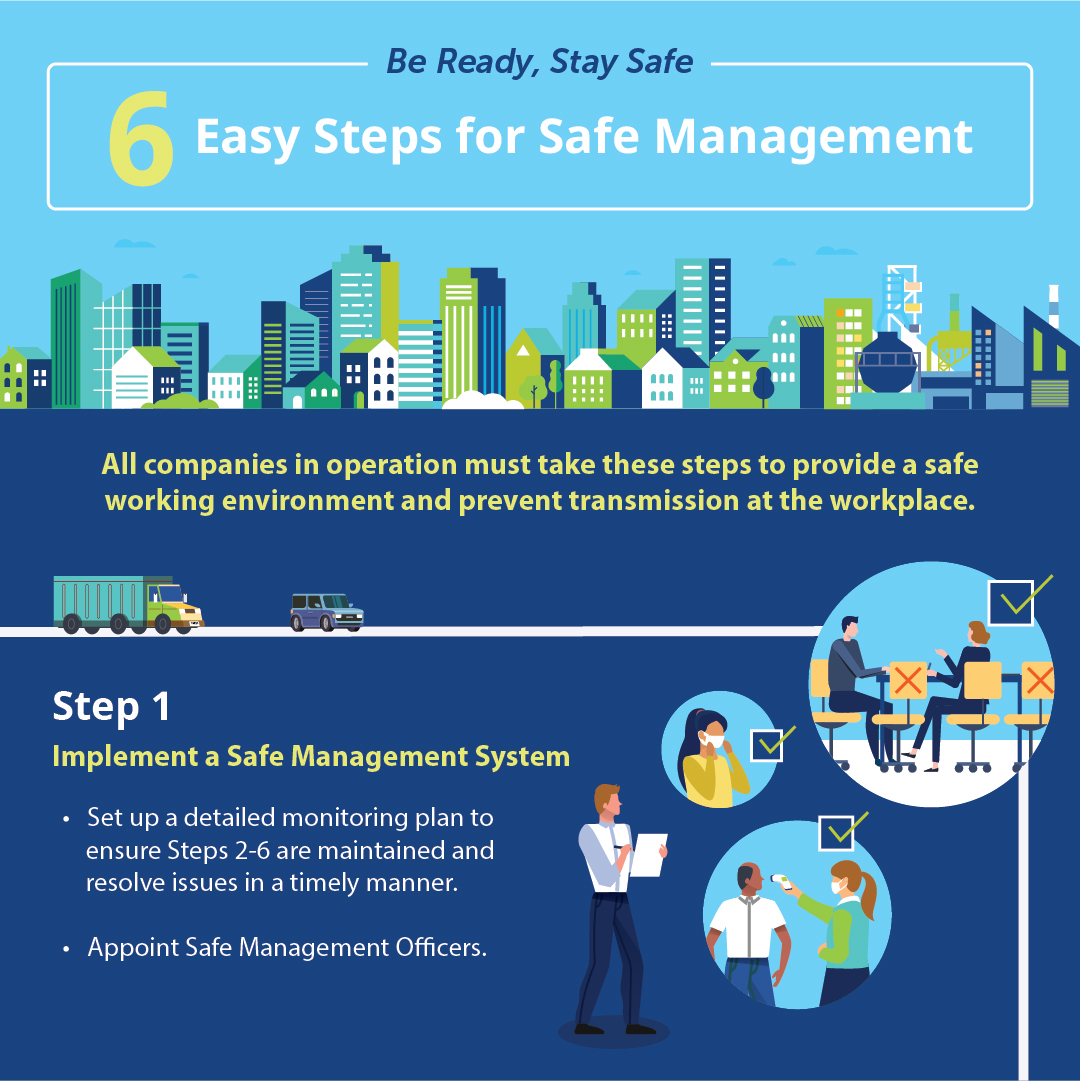 Be Ready, Stay Safe
6 Easy Steps for Safe Management
All companies in operation must take these steps to provide a safe
working environment and prevent transmission at the workplace.
Step 1
Implement a Safe Management System
• Set up a detailed monitoring plan to
ensure Steps 2-6 are maintained and
resolve issues in a timely manner.
• Appoint Safe Management Officers.